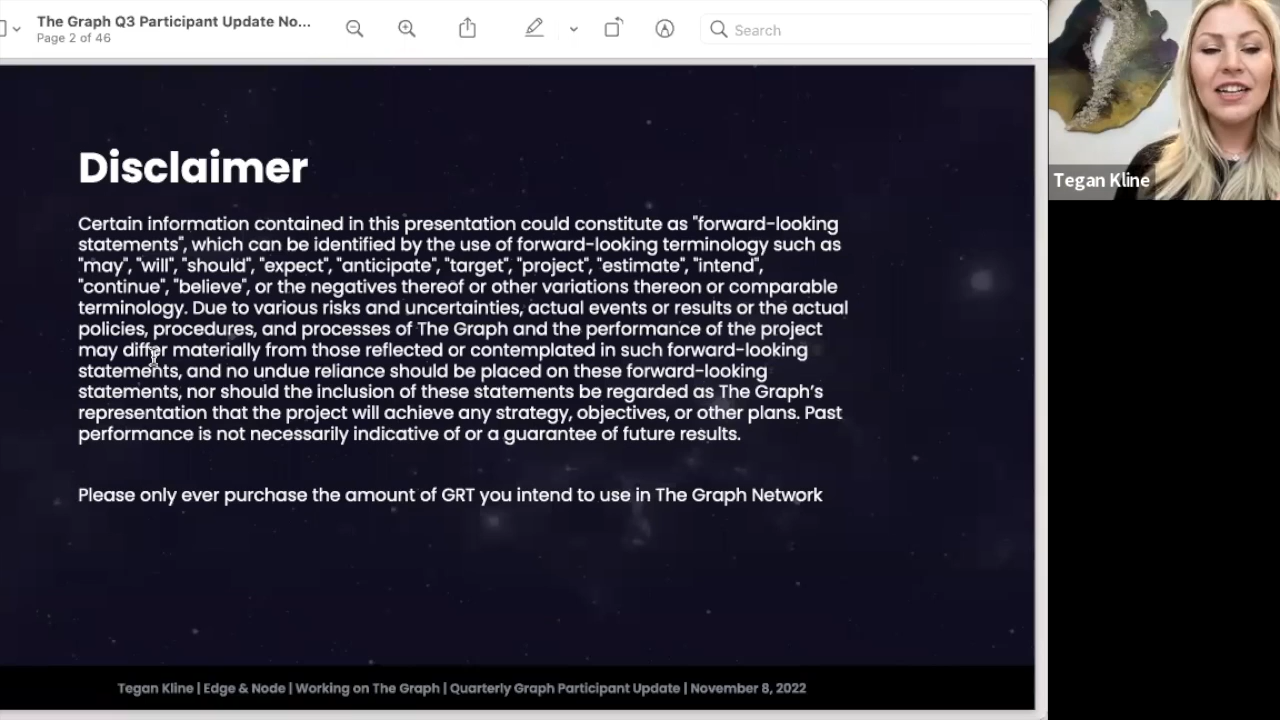 The Graph Q3 Participant Update No...
Page 2 of 46
Search
Tegan Kline
Disclaimer
Certain information contained in this presentation could constitute as "forward-looking
statements", which can be identified by the use of forward-looking terminology such as
"may", "will", "should", "expect", "anticipate", "target", "project", "estimate", "intend",
"continue", "believe", or the negatives thereof or other variations thereon or comparable
terminology. Due to various risks and uncertainties, actual events or results or the actual
policies, procedures, and processes of The Graph and the performance of the project
may differ materially from those reflected or contemplated in such forward-looking
statements, and no undue reliance should be placed on these forward-looking
statements, nor should the inclusion of these statements be regarded as The Graph's
representation that the project will achieve any strategy, objectives, or other plans. Past
performance is not necessarily indicative of or a guarantee of future results.
Please only ever purchase the amount of GRT you intend to use in The Graph Network
Tegan Kline | Edge & Node | Working on The Graph | Quarterly Graph Participant Update | November 8, 2022